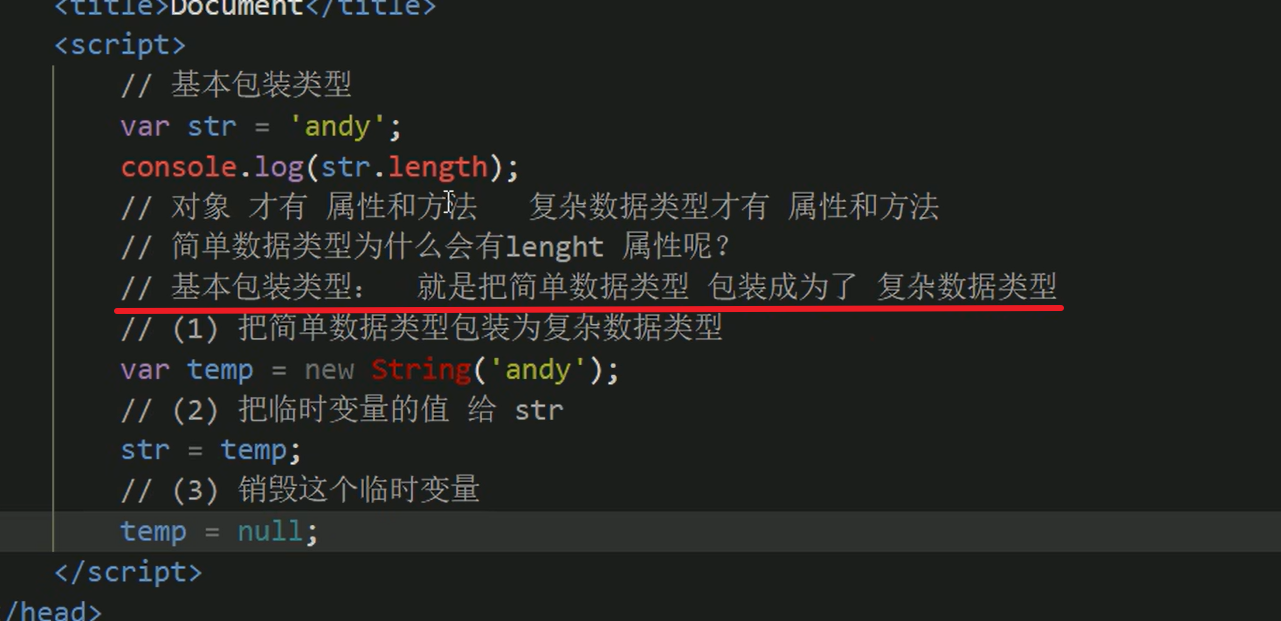 <title>Document</title>
<script>
// 基本包装类型
var str = 'andy';
console.log(str.length);
// 对象 才有 属性和方法   复杂数据类型才有 属性和方法
// 简单数据类型为什么会有lenght 属性呢？
// 基本包装类型：  就是把简单数据类型 包装成为了 复杂数据类型
// (1) 把简单数据类型包装为复杂数据类型
var temp = new String('andy');
// (2) 把临时变量的值 给 str
str = temp;
// (3) 销毁这个临时变量
temp = null;
</script>
/head>